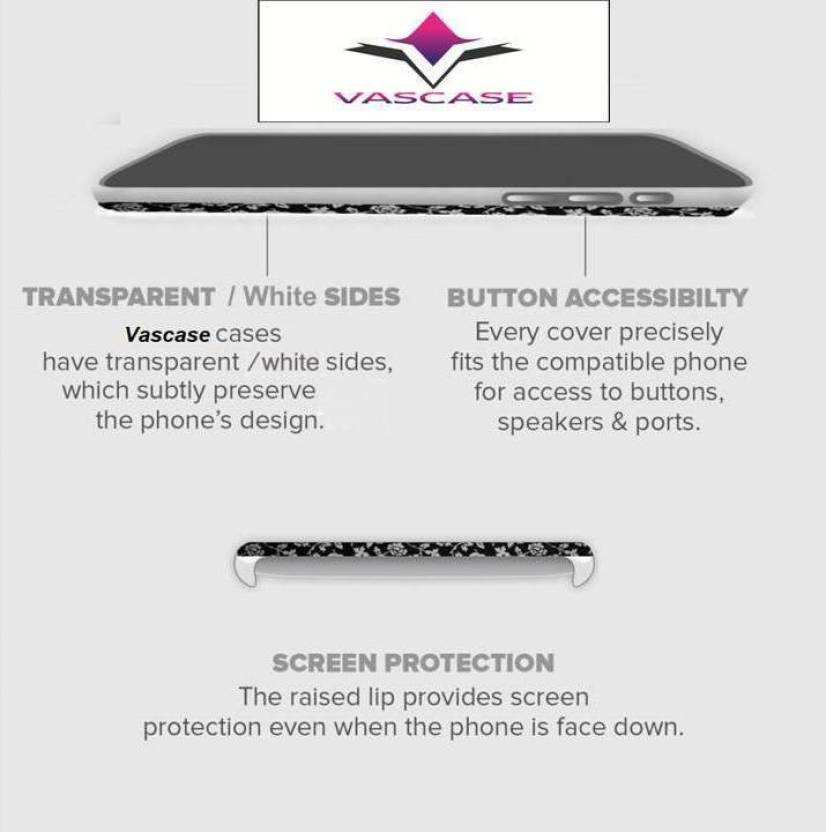 VASCASE
TRANSPARENT / White SIDES
Vascase cases
have transparent /white sides,
which subtly preserve
the phone's design.
BUTTON ACCESSIBILTY
Every cover precisely
fits the compatible phone
for access to buttons,
speakers & ports.
SCREEN PROTECTION
The raised lip provides screen
protection even when the phone is face down.